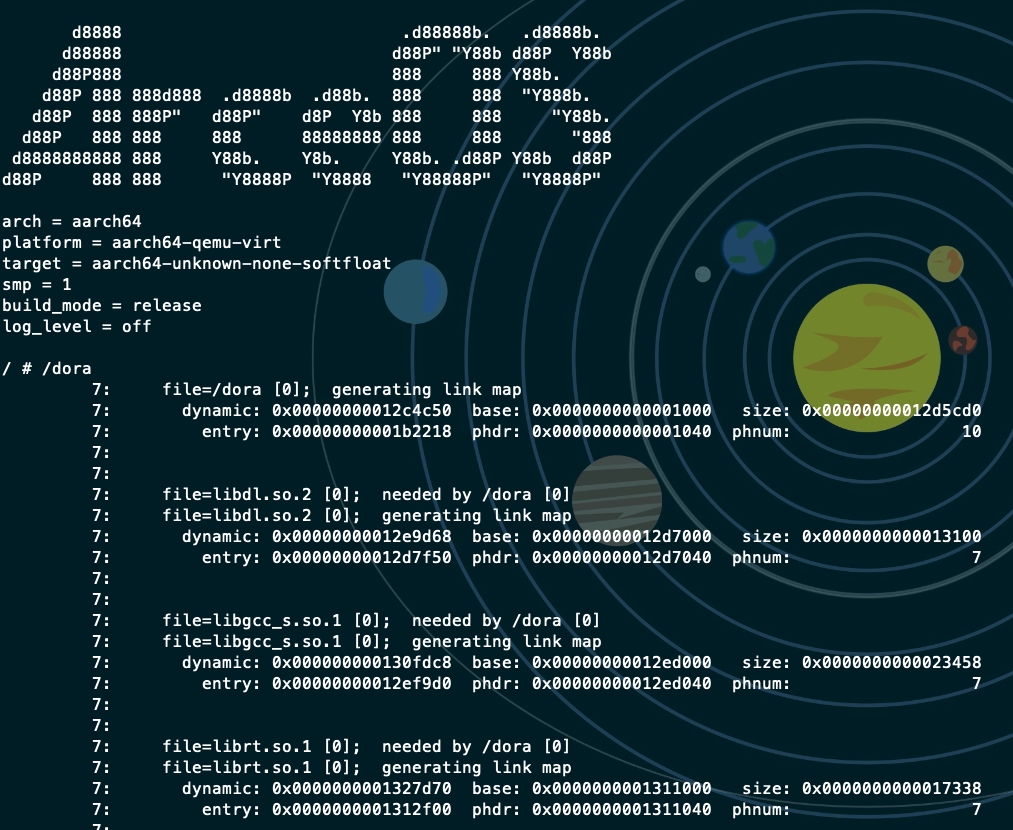 d8888                            .d88888b.   .d8888b.
      d88888                           d88P" "Y88b d88P  Y88b
     d88P888                           888     888 Y88b.
    d88P 888 888d888  .d8888b  .d88b.  888     888  "Y888b.
   d88P  888 888P"   d88P"    d8P  Y8b 888     888     "Y88b.
  d88P   888 888     888      88888888 888     888       "888
 d8888888888 888     Y88b.    Y8b.     Y88b. .d88P Y88b  d88P
d88P     888 888      "Y8888P  "Y8888   "Y88888P"   "Y8888P"

arch = aarch64
platform = aarch64-qemu-virt
target = aarch64-unknown-none-softfloat
smp = 1
build_mode = release
log_level = off

/ # /dora
         7:     file=/dora [0];  generating link map
         7:       dynamic: 0x00000000012c4c50  base: 0x0000000000001000   size: 0x00000000012d5cd0
         7:         entry: 0x00000000001b2218  phdr: 0x0000000000001040  phnum:                 10
         7:
         7:
         7:     file=libdl.so.2 [0];  needed by /dora [0]
         7:     file=libdl.so.2 [0];  generating link map
         7:       dynamic: 0x00000000012e9d68  base: 0x00000000012d7000   size: 0x0000000000013100
         7:         entry: 0x00000000012d7f50  phdr: 0x00000000012d7040  phnum:                  7
         7:
         7:
         7:     file=libgcc_s.so.1 [0];  needed by /dora [0]
         7:     file=libgcc_s.so.1 [0];  generating link map
         7:       dynamic: 0x000000000130fdc8  base: 0x00000000012ed000   size: 0x0000000000023458
         7:         entry: 0x00000000012ef9d0  phdr: 0x00000000012ed040  phnum:                  7
         7:
         7:
         7:     file=librt.so.1 [0];  needed by /dora [0]
         7:     file=librt.so.1 [0];  generating link map
         7:       dynamic: 0x0000000001327d70  base: 0x0000000001311000   size: 0x0000000000017338
         7:         entry: 0x0000000001312f00  phdr: 0x0000000001311040  phnum:                  7
         7: